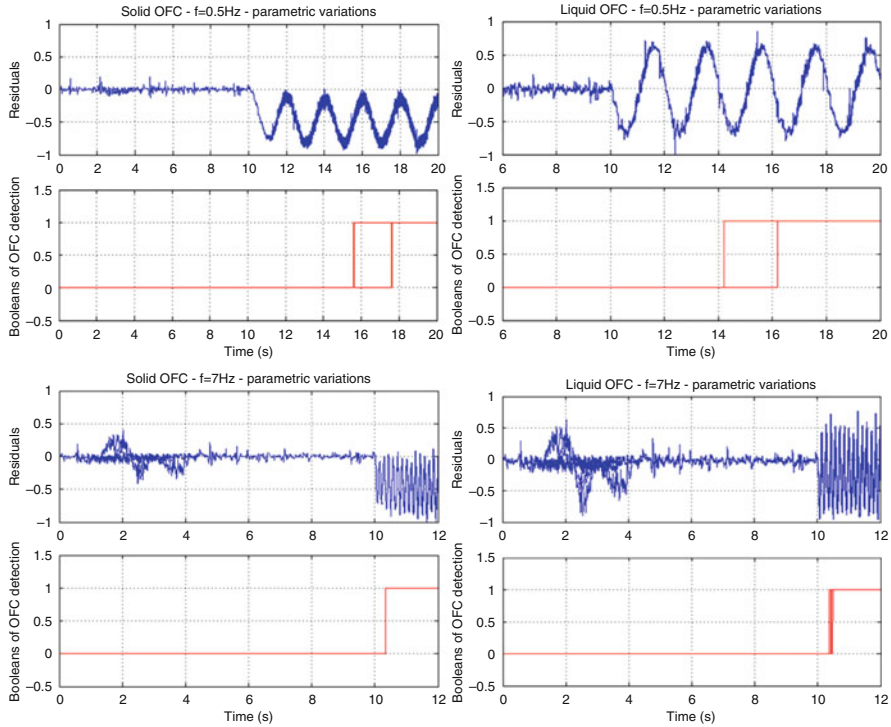 Solid OFC - f=0.5Hz - parametric variations
1
0.5
0
-0.5
-1
Residuals
0 2 4 6 8 10 12 14 16 18 20
1.5
1
0.5
0
-0.5
Booleans of OFC detection
0 2 4 6 8 10 12 14 16 18 20
Time (s)
Liquid OFC - f=0.5Hz - parametric variations
1
0.5
0
-0.5
-1
Residuals
6 8 10 12 14 16 18 20
1.5
1
0.5
0
-0.5
Booleans of OFC detection
6 8 10 12 14 16 18 20
Time (s)
Solid OFC - f=7Hz - parametric variations
1
0.5
0
-0.5
-1
Residuals
0 2 4 6 8 10 12
1.5
1
0.5
0
-0.5
Booleans of OFC detection
0 2 4 6 8 10 12
Time (s)
Liquid OFC - f=7Hz - parametric variations
1
0.5
0
-0.5
-1
Residuals
0 2 4 6 8 10 12
1.5
1
0.5
0
-0.5
Booleans of OFC detection
0 2 4 6 8 10 12
Time (s)